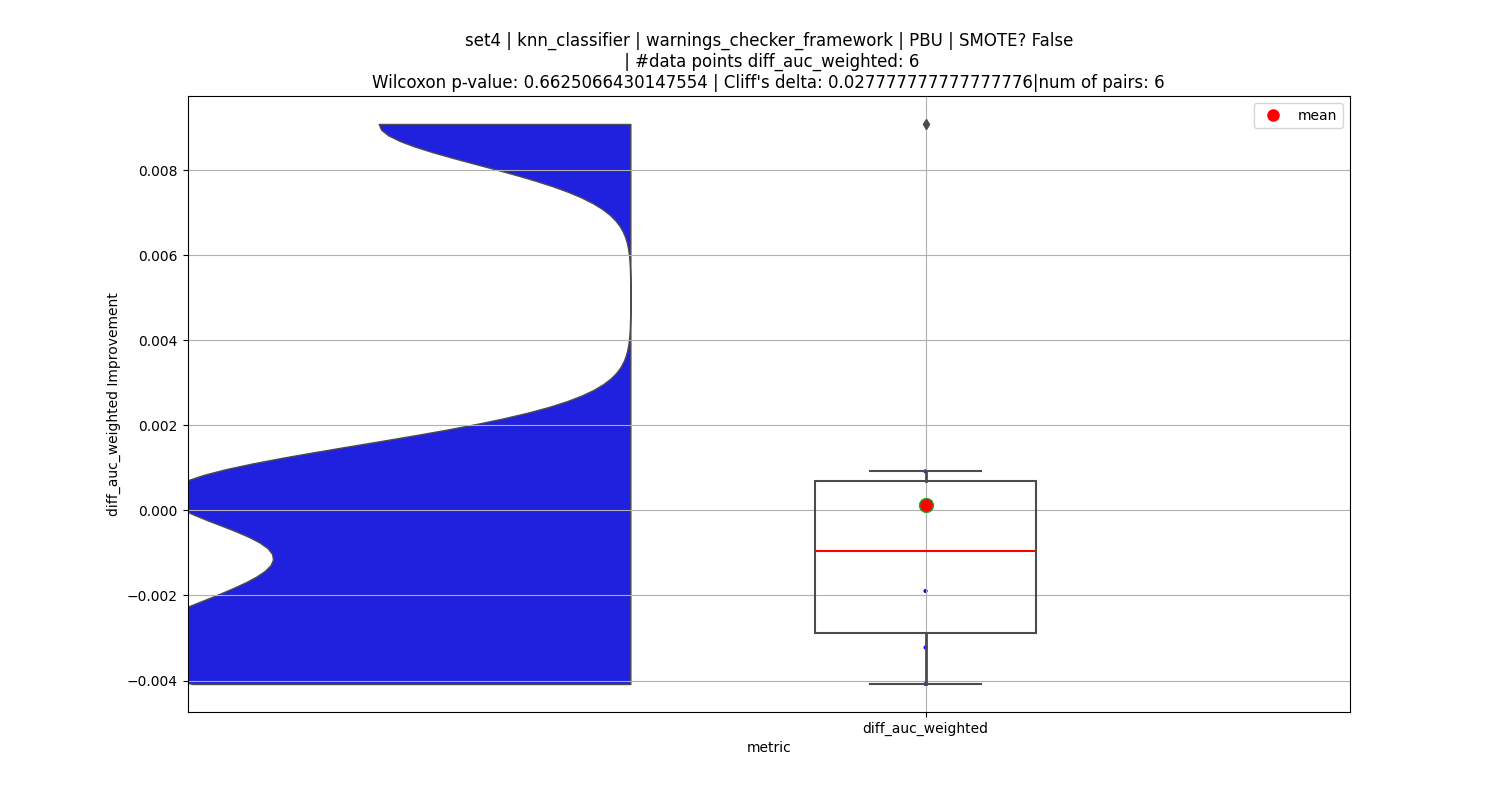 set4 | knn_classifier | warnings_checker_framework | PBU | SMOTE? False
| #data points diff_auc_weighted: 6
Wilcoxon p-value: 0.6625066430147554 | Cliff's delta: 0.027777777777777776|num of pairs: 6
mean
0.008
0.006
0.004
0.002
0.000
−0.002
−0.004
diff_auc_weighted Improvement
diff_auc_weighted
metric